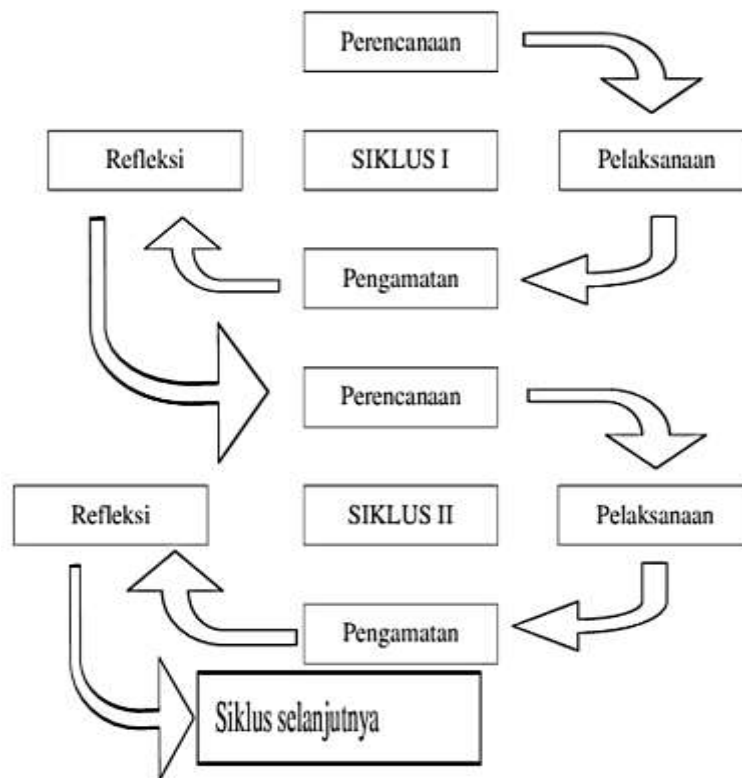 Perencanaan
Refleksi
SIKLUS I
Pelaksanaan
Pengamatan
Perencanaan
Refleksi
SIKLUS II
Pelaksanaan
Pengamatan
Siklus selanjutnya